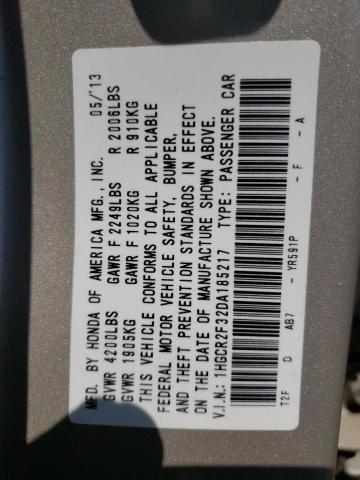 MFD. BY HONDA OF AMERICA MFG., INC. 05/'13
GVWR 4200LBS GAWR F 2249LBS R 2006LBS
GVWR 1905KG GAWR F 1020KG R 910KG
THIS VEHICLE CONFORMS TO ALL APPLICABLE
FEDERAL MOTOR VEHICLE SAFETY, BUMPER,
AND THEFT PREVENTION STANDARDS IN EFFECT
ON THE DATE OF MANUFACTURE SHOWN ABOVE.
V.I.N.: 1HGCR2F32DA185217 TYPE: PASSENGER CAR
T2F D AB7 - YR591P - F - A